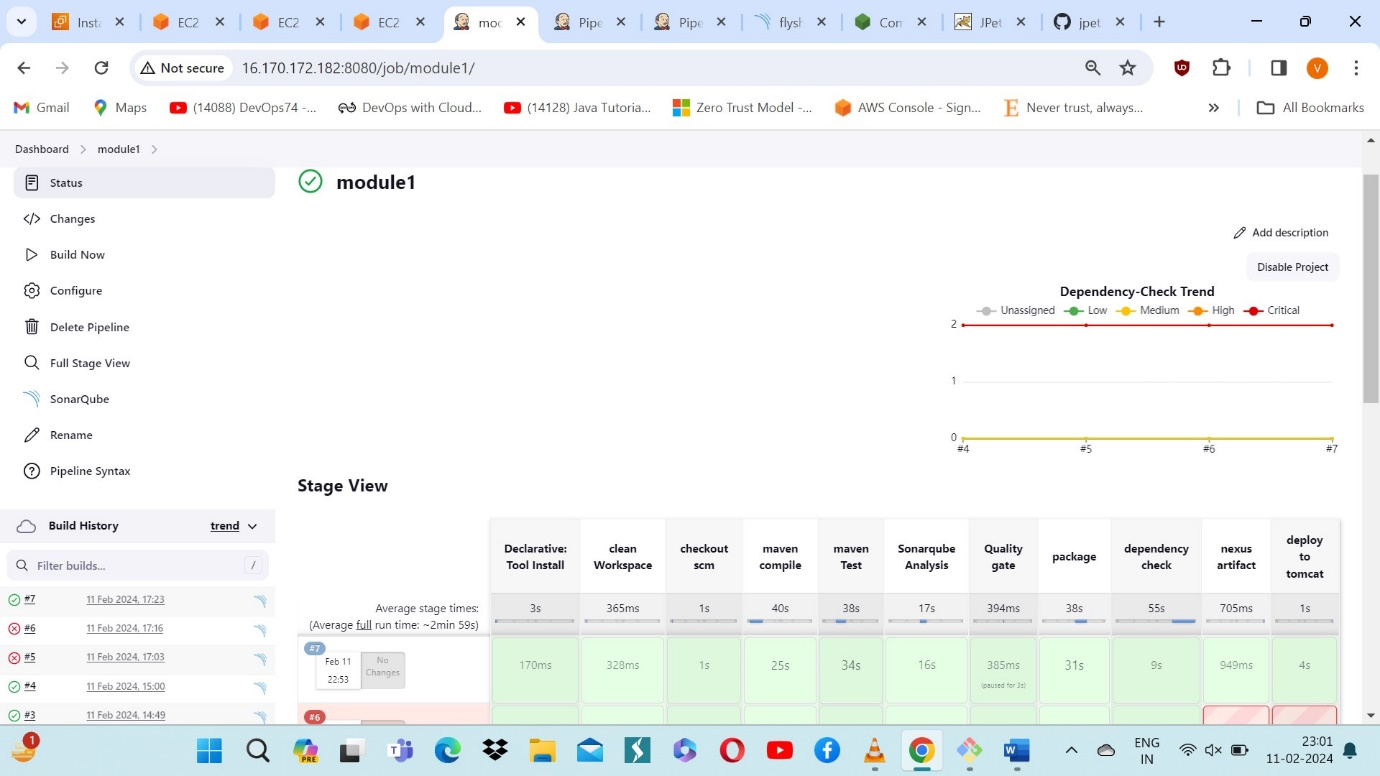 Insta
EC2
EC2
EC2
moc
Pipe
Pipe
flysh
Con
JPet
jpet
Not secure
16.170.172.182:8080/job/module1/
V
Gmail
Maps
(14088) DevOps74 -...
DevOps with Cloud...
(14128) Java Tutoria...
Zero Trust Model -...
AWS Console - Sign...
Never trust, always...
All Bookmarks
Dashboard
module1
Status
Changes
Build Now
Configure
Delete Pipeline
Full Stage View
SonarQube
Rename
Pipeline Syntax
Build History
trend
Filter builds...
/
#7 11 Feb 2024, 17:23
#6 11 Feb 2024, 17:16
#5 11 Feb 2024, 17:03
#4 11 Feb 2024, 15:00
#3 11 Feb 2024, 14:49
module1
Add description
Disable Project
Dependency-Check Trend
Unassigned Low Medium High Critical
2
1
0
#4 #5 #6 #7
Stage View
Declarative: Tool Install
clean Workspace
checkout scm
maven compile
maven Test
Sonarqube Analysis
Quality gate
package
dependency check
nexus artifact
deploy to tomcat
Average stage times:
(Average full run time: ~2min 59s)
3s 365ms 1s 40s 38s 17s 394ms 38s 55s 705ms 1s
#7
Feb 11
22:53
No Changes
170ms 328ms 1s 25s 34s 16s 385ms 31s 9s 949ms 4s
(paused for 3s)
#6
1
PRE
ENG
IN
23:01
11-02-2024